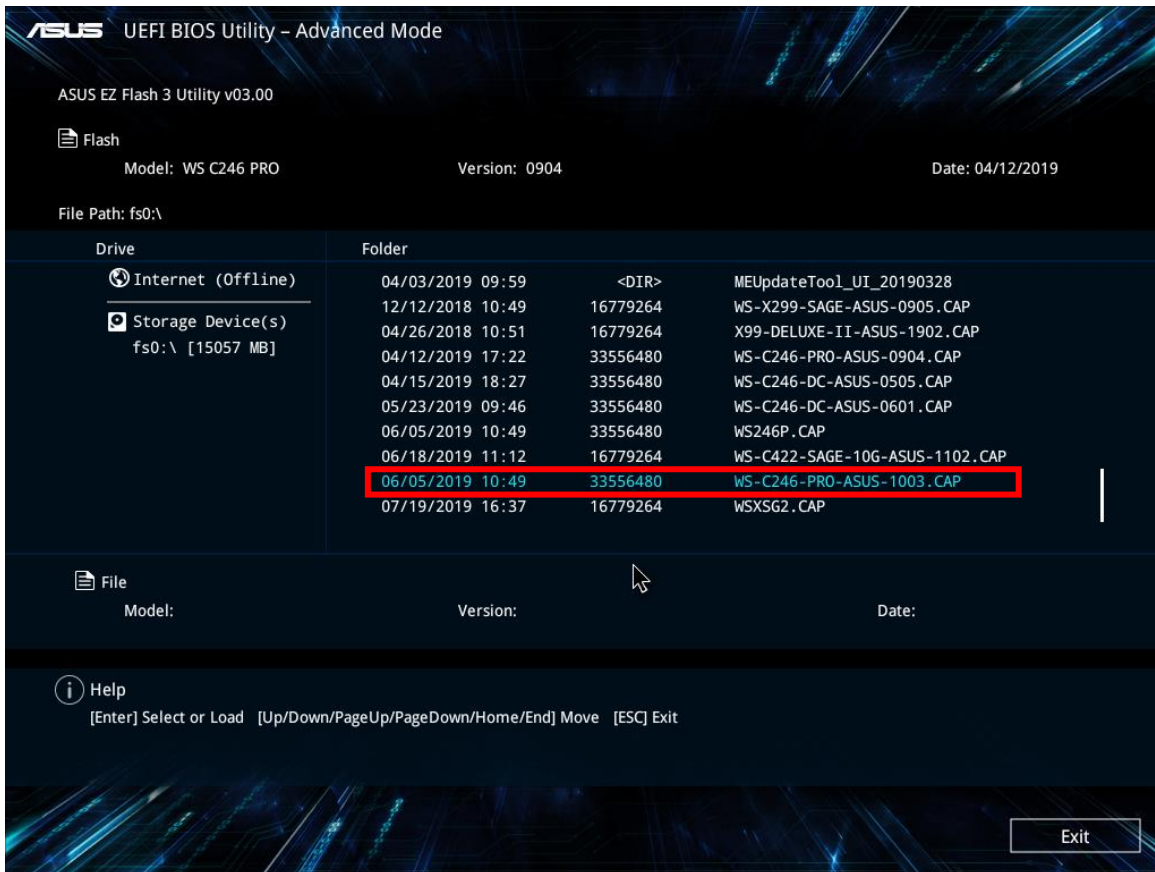 ASUS UEFI BIOS Utility – Advanced Mode
ASUS EZ Flash 3 Utility v03.00
Flash
Model: WS C246 PRO Version: 0904 Date: 04/12/2019
File Path: fs0:\
Drive Folder
Internet (Offline)
Storage Device(s)
fs0:\ [15057 MB]
04/03/2019 09:59 <DIR> MEUpdateTool_UI_20190328
12/12/2018 10:49 16779264 WS-X299-SAGE-ASUS-0905.CAP
04/26/2018 10:51 16779264 X99-DELUXE-II-ASUS-1902.CAP
04/12/2019 17:22 33556480 WS-C246-PRO-ASUS-0904.CAP
04/15/2019 18:27 33556480 WS-C246-DC-ASUS-0505.CAP
05/23/2019 09:46 33556480 WS-C246-DC-ASUS-0601.CAP
06/05/2019 10:49 33556480 WS246P.CAP
06/18/2019 11:12 16779264 WS-C422-SAGE-10G-ASUS-1102.CAP
06/05/2019 10:49 33556480 WS-C246-PRO-ASUS-1003.CAP
07/19/2019 16:37 16779264 WSXSG2.CAP
File
Model: Version: Date:
Help
[Enter] Select or Load [Up/Down/PageUp/PageDown/Home/End] Move [ESC] Exit
Exit